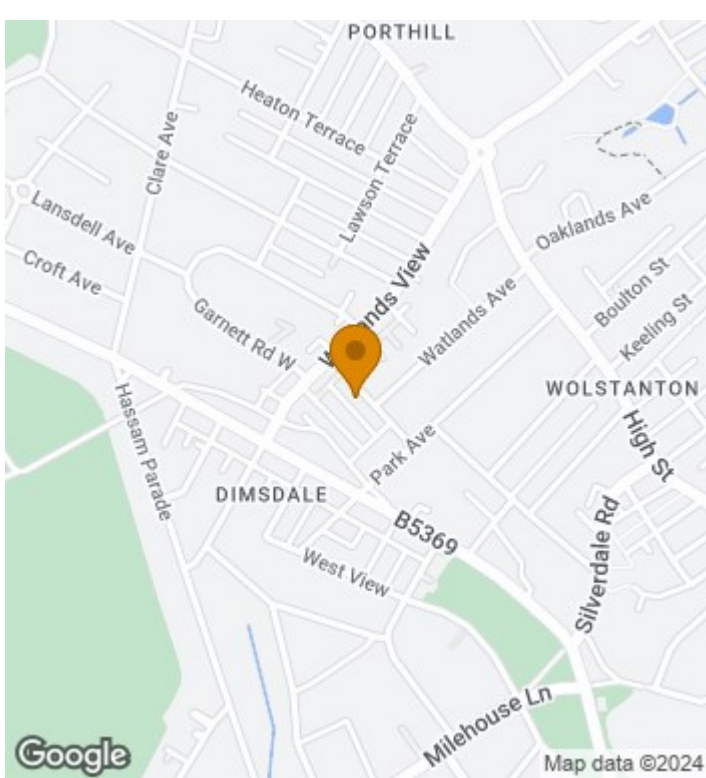 PORTHILL
Heaton Terrace
Clare Ave
Lawson Terrace
Lansdell Ave
Oaklands Ave
Croft Ave
Boulton St
Garnett Rd W
View
Watlands Ave
Keeling St
WOLSTANTON
Hassam Parade
High St
Park Ave
DIMSDALE
B5369
West View
Silverdale Rd
Milehouse Ln
Google
Map data ©2024